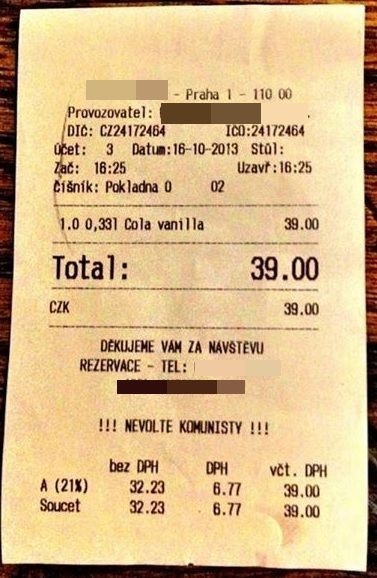 - Praha 1 - 110 00
Provozovatel:
DIČ: CZ24172464 IČO:24172464
Účet: 3 Datum:16-10-2013 Stůl:
Zač: 16:25 Uzavř:16:25
Číšník: Pokladna 0 02
1.0 0,33l Cola vanilla 39.00
Total: 39.00
CZK 39.00
DĚKUJEME VÁM ZA NÁVŠTĚVU
REZERVACE - TEL:
!!! NEVOLTE KOMUNISTY !!!
bez DPH DPH včt. DPH
A (21%) 32.23 6.77 39.00
Soucet 32.23 6.77 39.00